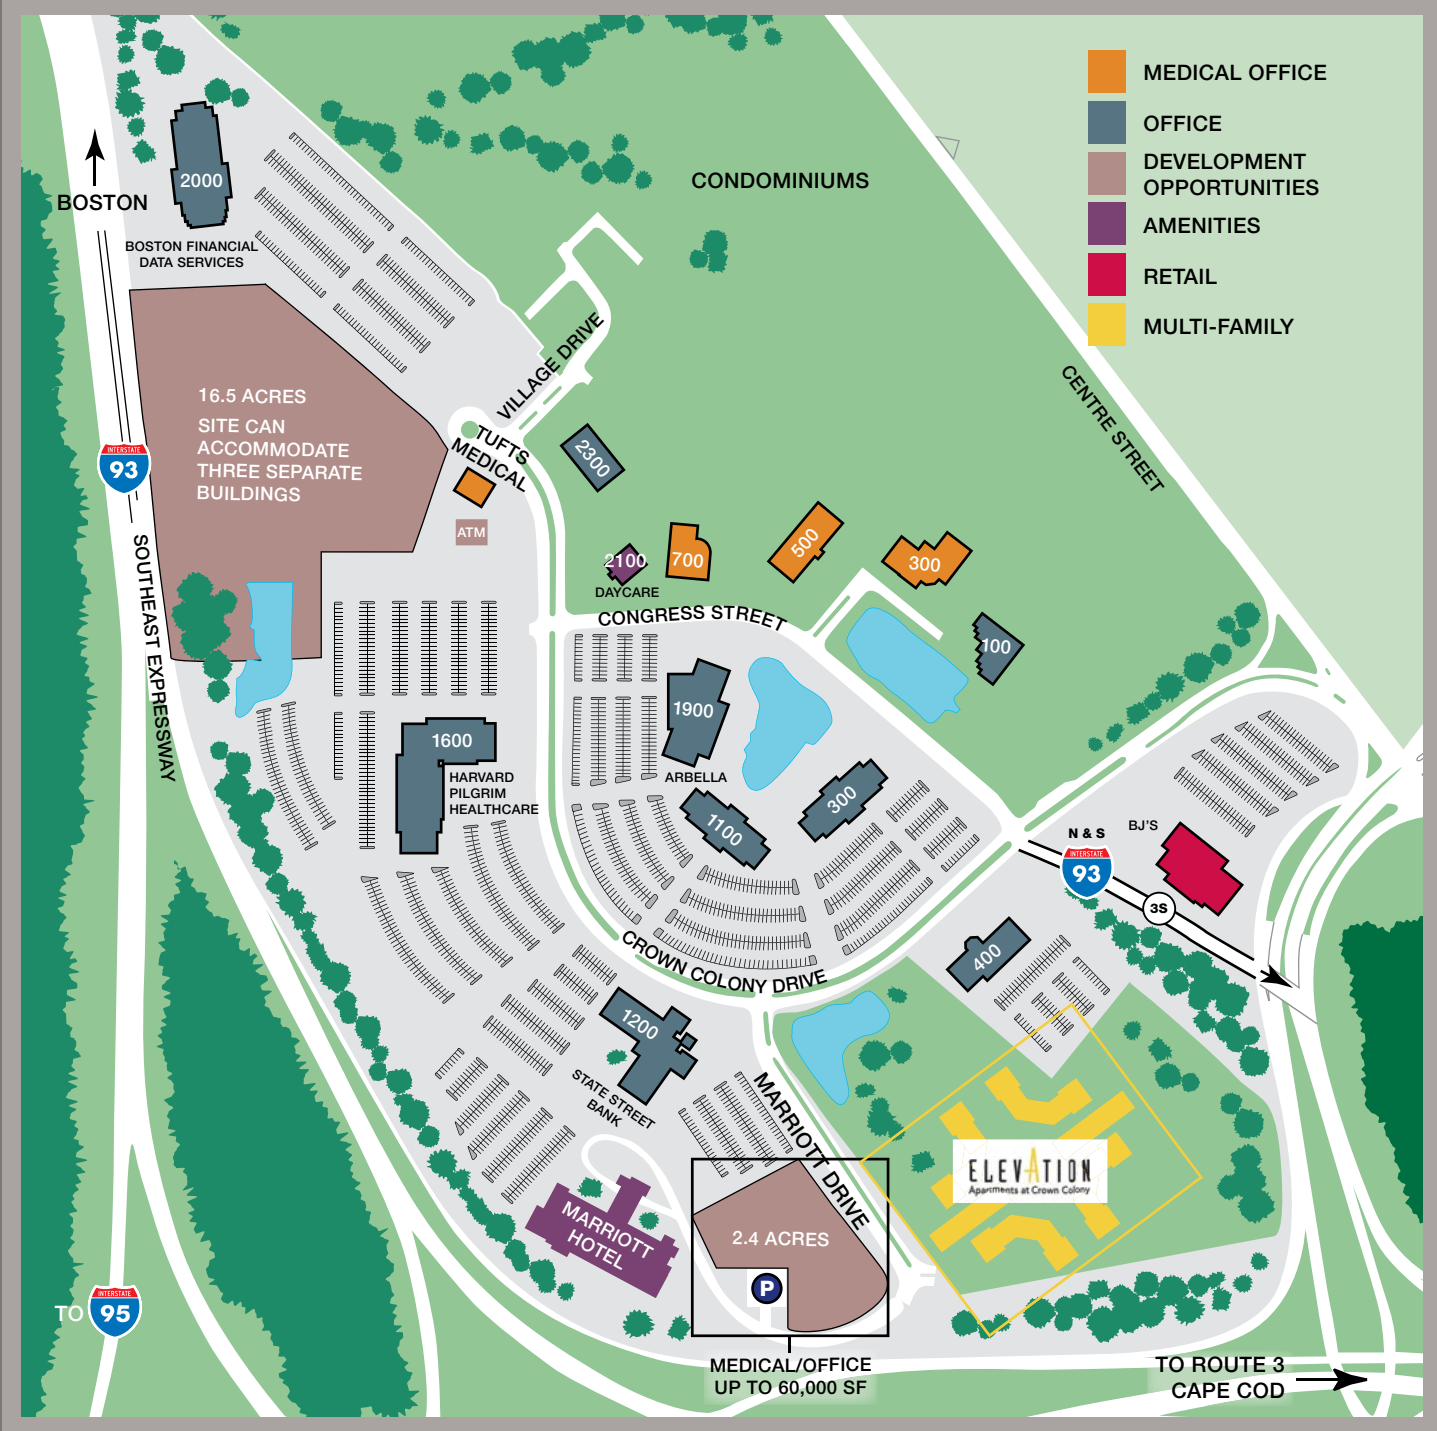 MEDICAL OFFICE
OFFICE
DEVELOPMENT
OPPORTUNITIES
AMENITIES
RETAIL
MULTI-FAMILY
BOSTON
2000
BOSTON FINANCIAL
DATA SERVICES
CONDOMINIUMS
16.5 ACRES
SITE CAN
ACCOMMODATE
THREE SEPARATE
BUILDINGS
VILLAGE DRIVE
CENTRE STREET
TUFTS
MEDICAL
2300
INTERSTATE
93
ATM
SOUTHEAST EXPRESSWAY
2100
DAYCARE
700
500
300
CONGRESS STREET
100
1900
ARBELLA
1600
HARVARD
PILGRIM
HEALTHCARE
1100
300
N & S
INTERSTATE
93
BJ'S
3S
400
CROWN COLONY DRIVE
1200
STATE STREET
BANK
MARRIOTT DRIVE
ELEVATION
Apartments at Crown Colony
MARRIOTT
HOTEL
2.4 ACRES
P
TO
INTERSTATE
95
MEDICAL/OFFICE
UP TO 60,000 SF
TO ROUTE 3
CAPE COD